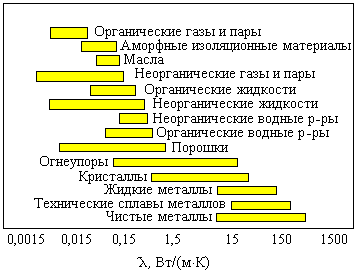 Органические газы и пары
Аморфные изоляционные материалы
Масла
Неорганические газы и пары
Органические жидкости
Неорганические жидкости
Неорганические водные р-ры
Органические водные р-ры
Порошки
Огнеупоры
Кристаллы
Жидкие металлы
Технические сплавы металлов
Чистые металлы
0,0015 0,015 0,15 1,5 15 150 1500
λ, Вт/(м·К)